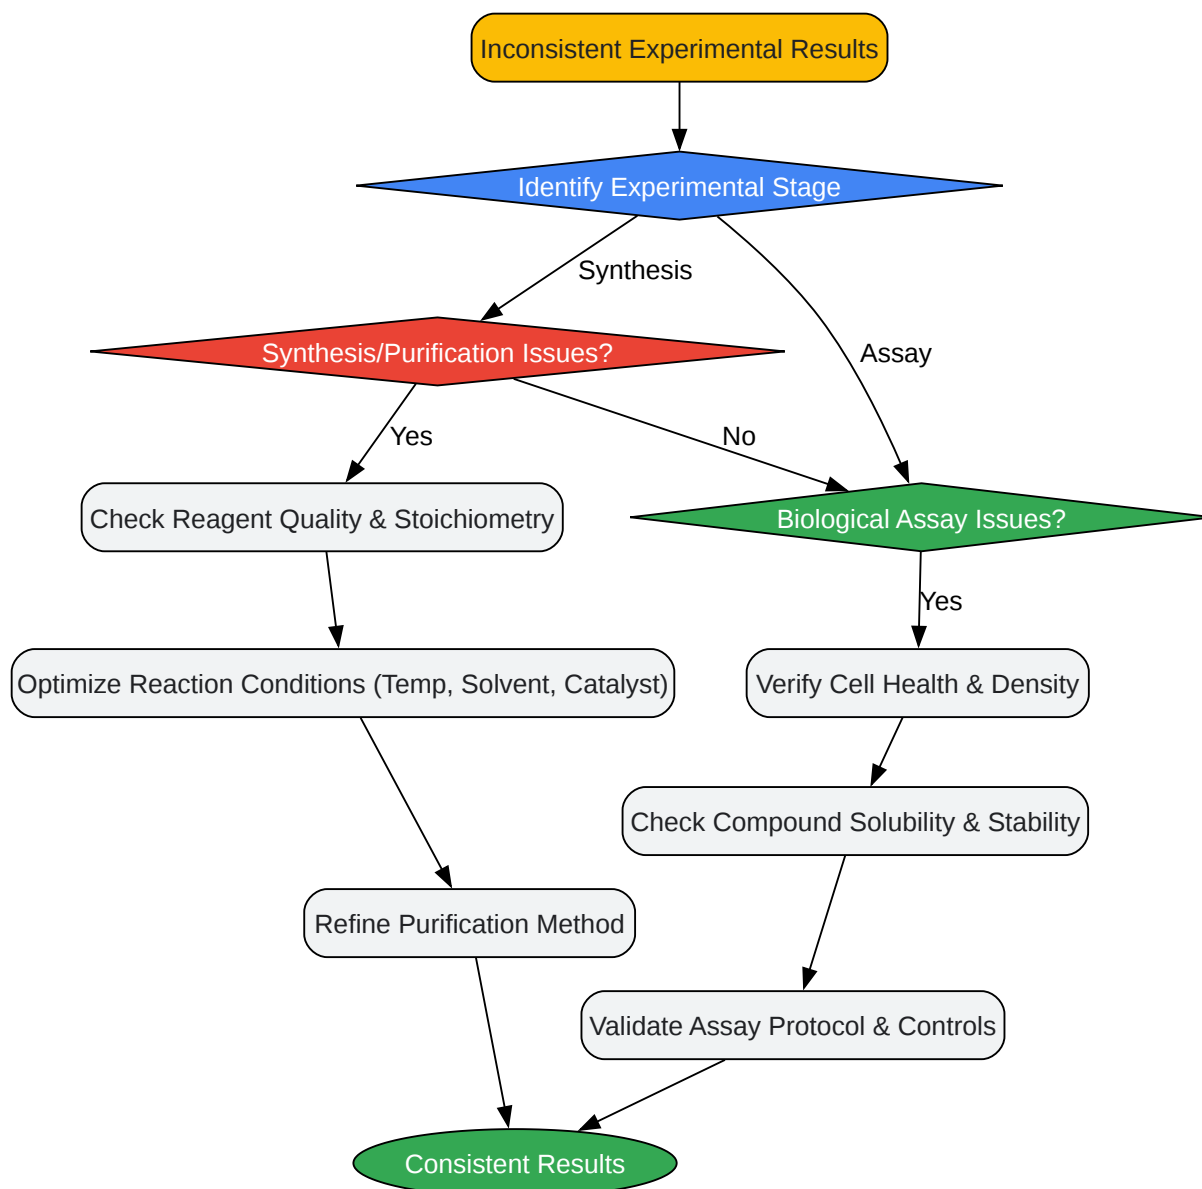 Inconsistent Experimental Results
Identify Experimental Stage
Synthesis
Synthesis/Purification Issues?
Assay
Yes
No
Check Reagent Quality & Stoichiometry
Biological Assay Issues?
Yes
Optimize Reaction Conditions (Temp, Solvent, Catalyst)
Verify Cell Health & Density
Check Compound Solubility & Stability
Refine Purification Method
Validate Assay Protocol & Controls
Consistent Results